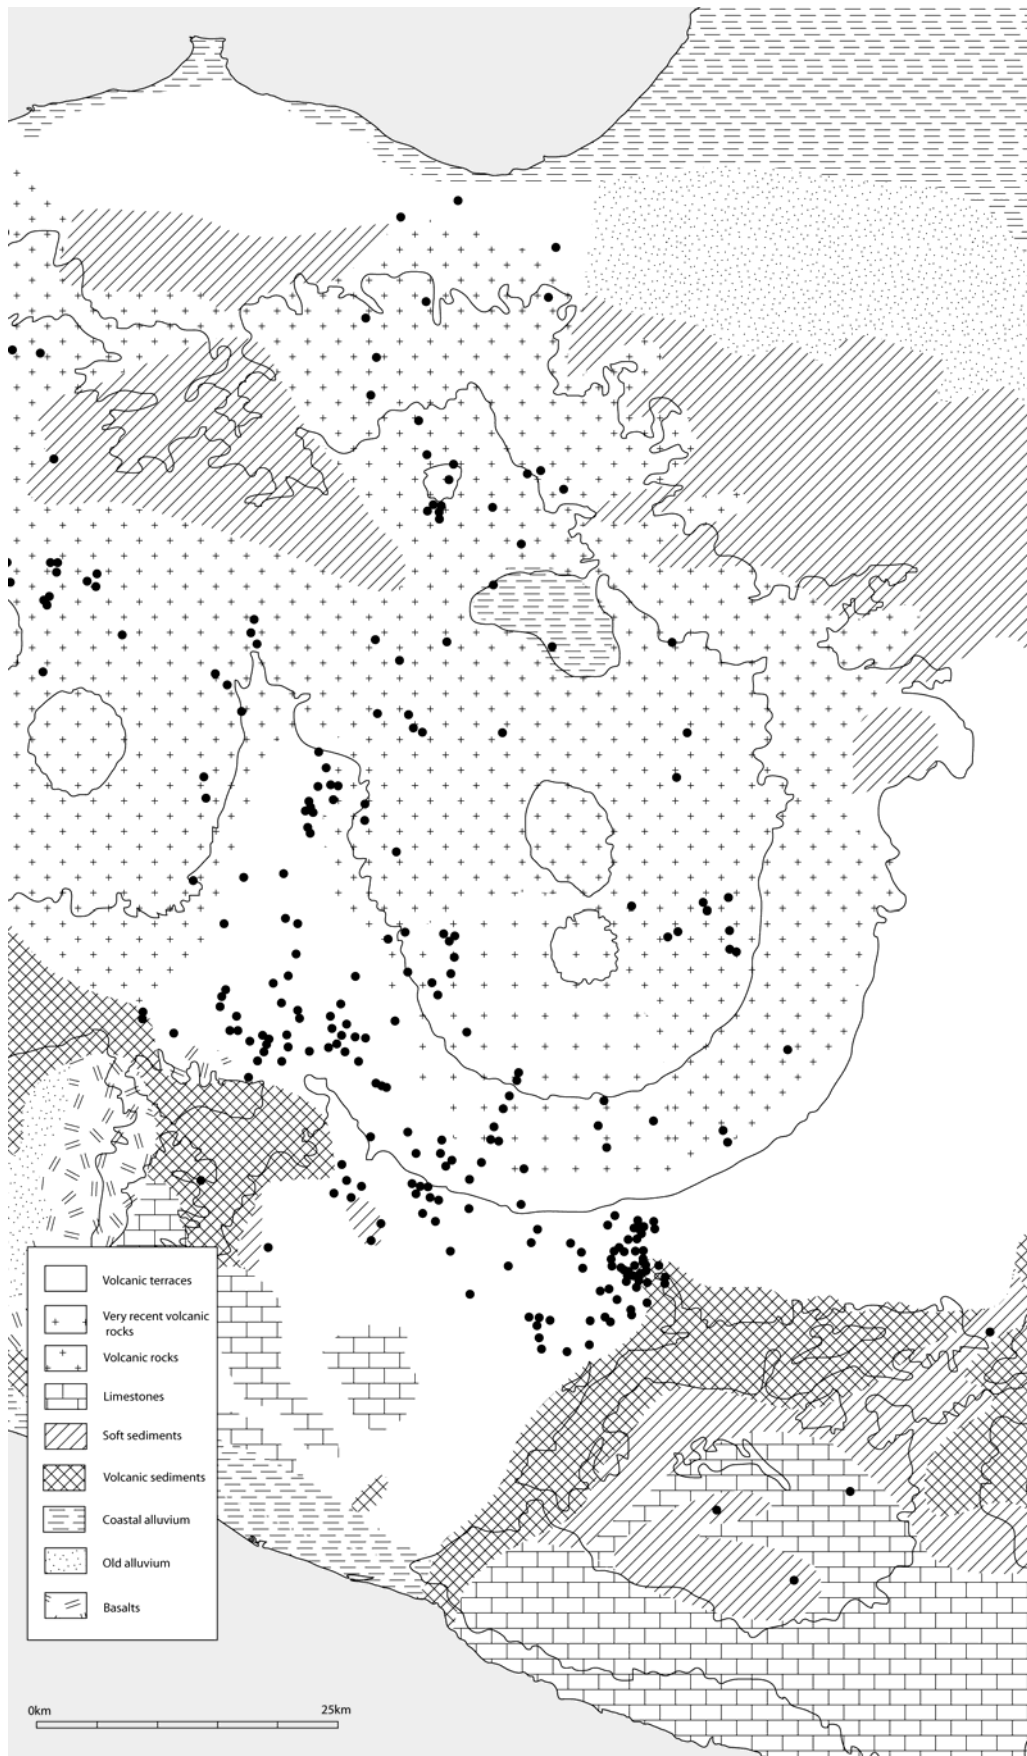 Volcanic terraces
Very recent volcanic
rocks
Volcanic rocks
Limestones
Soft sediments
Volcanic sediments
Coastal alluvium
Old alluvium
Basalts
0km 25km